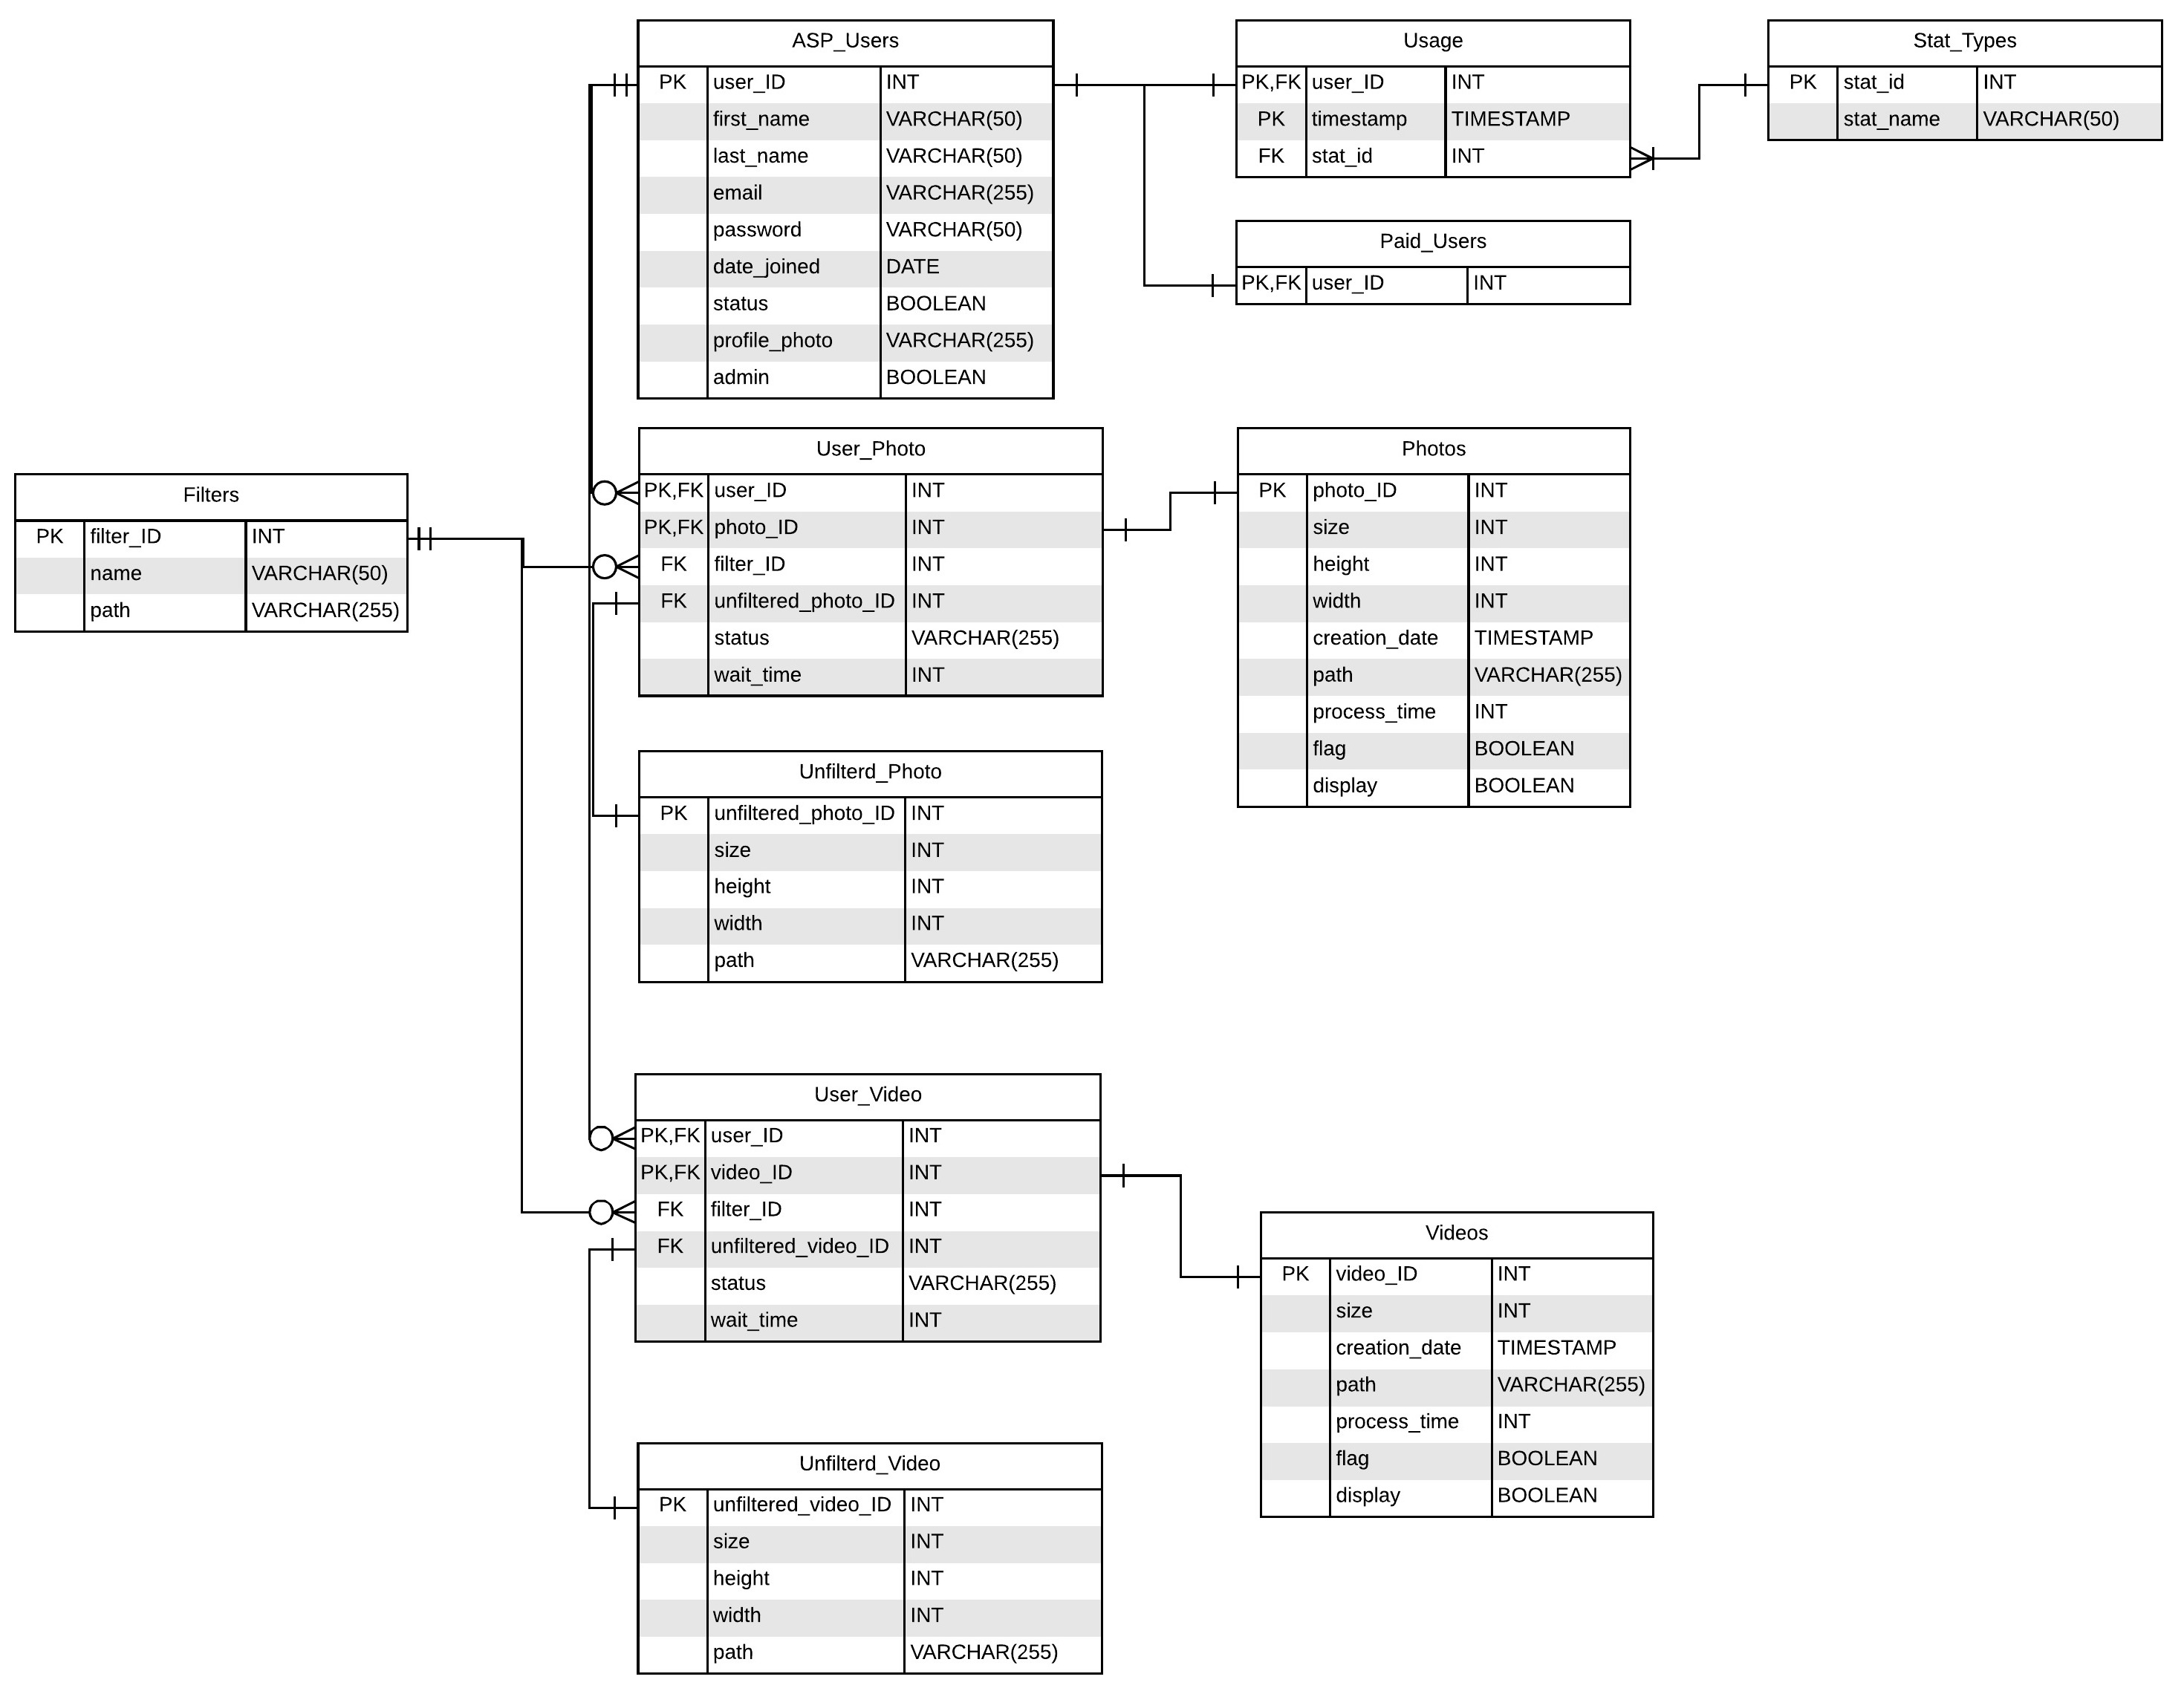 ASP_Users
PK user_ID INT
first_name VARCHAR(50)
last_name VARCHAR(50)
email VARCHAR(255)
password VARCHAR(50)
date_joined DATE
status BOOLEAN
profile_photo VARCHAR(255)
admin BOOLEAN
Usage
PK,FK user_ID INT
PK timestamp TIMESTAMP
FK stat_id INT
Stat_Types
PK stat_id INT
stat_name VARCHAR(50)
Paid_Users
PK,FK user_ID INT
Filters
PK filter_ID INT
name VARCHAR(50)
path VARCHAR(255)
User_Photo
PK,FK user_ID INT
PK,FK photo_ID INT
FK filter_ID INT
FK unfiltered_photo_ID INT
status VARCHAR(255)
wait_time INT
Photos
PK photo_ID INT
size INT
height INT
width INT
creation_date TIMESTAMP
path VARCHAR(255)
process_time INT
flag BOOLEAN
display BOOLEAN
Unfilterd_Photo
PK unfiltered_photo_ID INT
size INT
height INT
width INT
path VARCHAR(255)
User_Video
PK,FK user_ID INT
PK,FK video_ID INT
FK filter_ID INT
FK unfiltered_video_ID INT
status VARCHAR(255)
wait_time INT
Videos
PK video_ID INT
size INT
creation_date TIMESTAMP
path VARCHAR(255)
process_time INT
flag BOOLEAN
display BOOLEAN
Unfilterd_Video
PK unfiltered_video_ID INT
size INT
height INT
width INT
path VARCHAR(255)